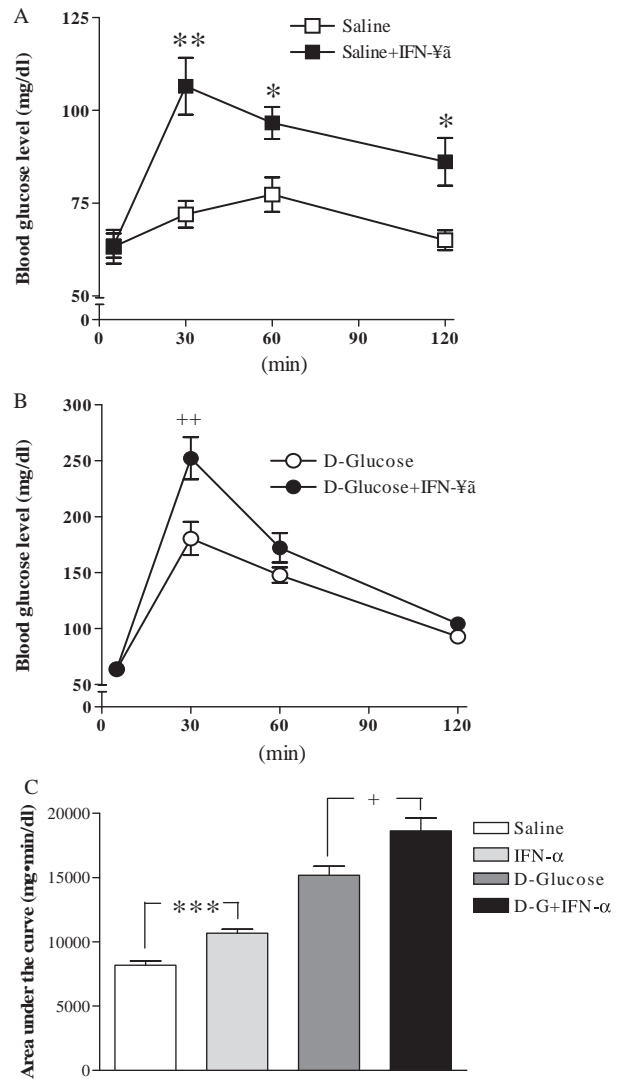 A
Blood glucose level (mg/dl)
125
100
75
50
0
Saline
Saline+IFN-¥ã
**
*
*
0 30 60 90 120
(min)
B
Blood glucose level (mg/dl)
300
250
200
150
100
50
0
++
D-Glucose
D-Glucose+IFN-¥ã
0 30 60 90 120
(min)
C
Area under the curve (mg•min/dl)
20000
15000
10000
5000
0
***
+
Saline
IFN-α
D-Glucose
D-G+IFN-α